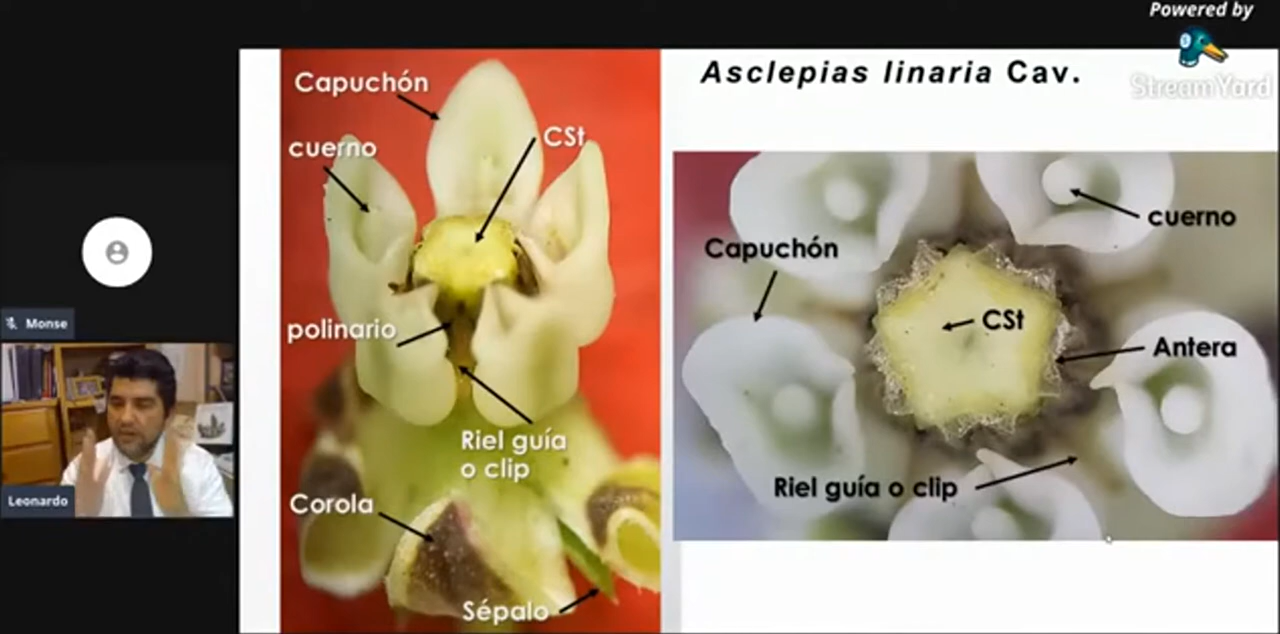 Powered by
StreamYard
Asclepias linaria Cav.
Capuchón
CSt
cuerno
polinario
Riel guía
o clip
Corola
Sépalo
cuerno
Capuchón
CSt
Antera
Riel guía o clip
Monse
Leonardo